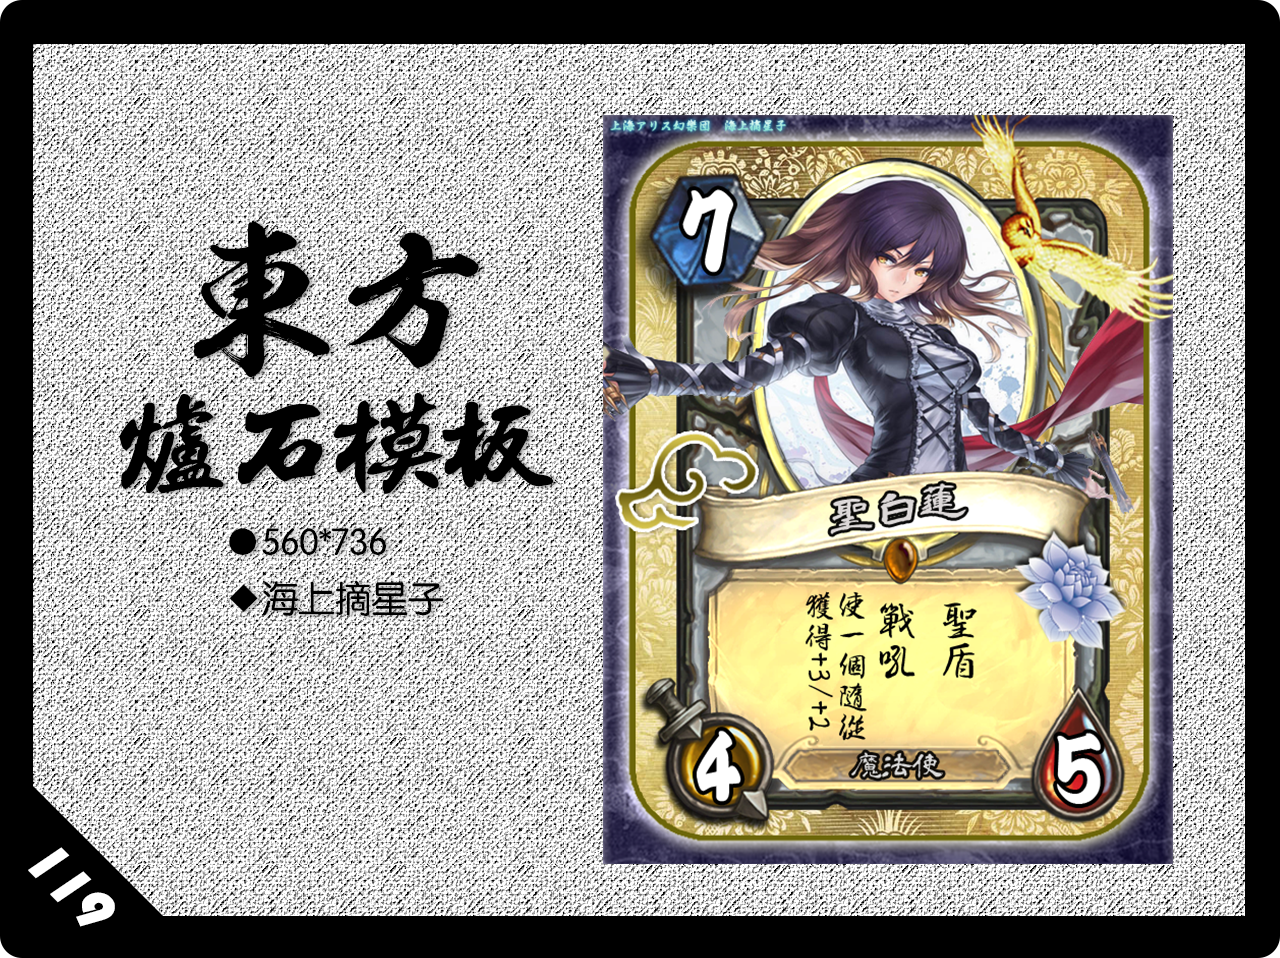 東方
爐石模板
●560*736
◆海上摘星子
119
上海アリス幻樂団 海上摘星子
7
聖白蓮
聖盾
戰吼
使一個隨從
獲得+3/+2
4
魔法使
5